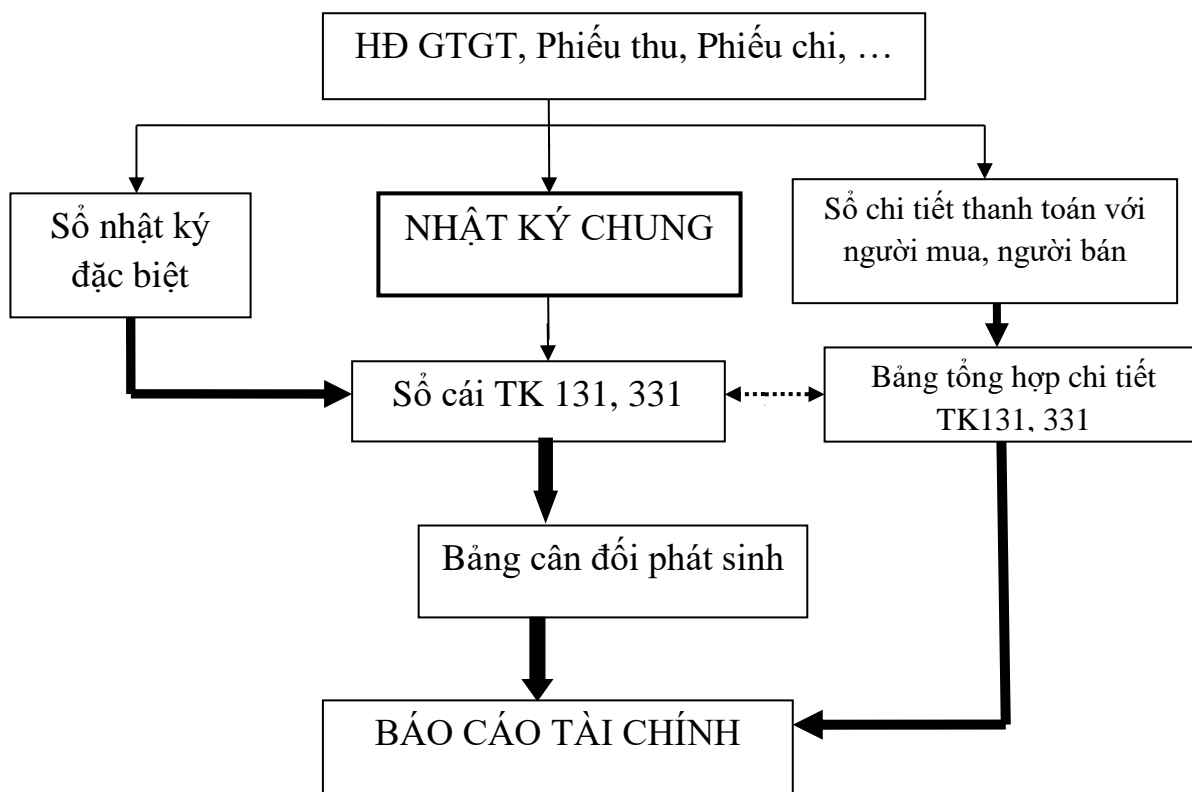 HĐ GTGT, Phiếu thu, Phiếu chi, …
Sổ nhật ký
đặc biệt
NHẬT KÝ CHUNG
Sổ chi tiết thanh toán với
người mua, người bán
Sổ cái TK 131, 331
Bảng tổng hợp chi tiết
TK131, 331
Bảng cân đối phát sinh
BÁO CÁO TÀI CHÍNH